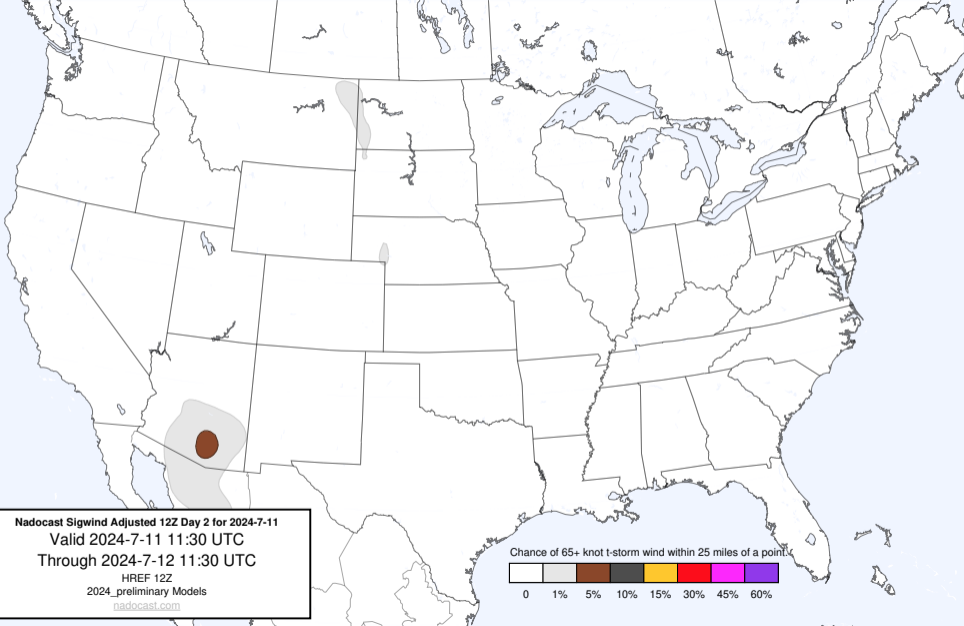 Nadocast Sigwind Adjusted 12Z Day 2 for 2024-7-11
Valid 2024-7-11 11:30 UTC
Through 2024-7-12 11:30 UTC
HREF 12Z
2024_preliminary Models
nadocast.com
Chance of 65+ knot t-storm wind within 25 miles of a point.
0 1% 5% 10% 15% 30% 45% 60%